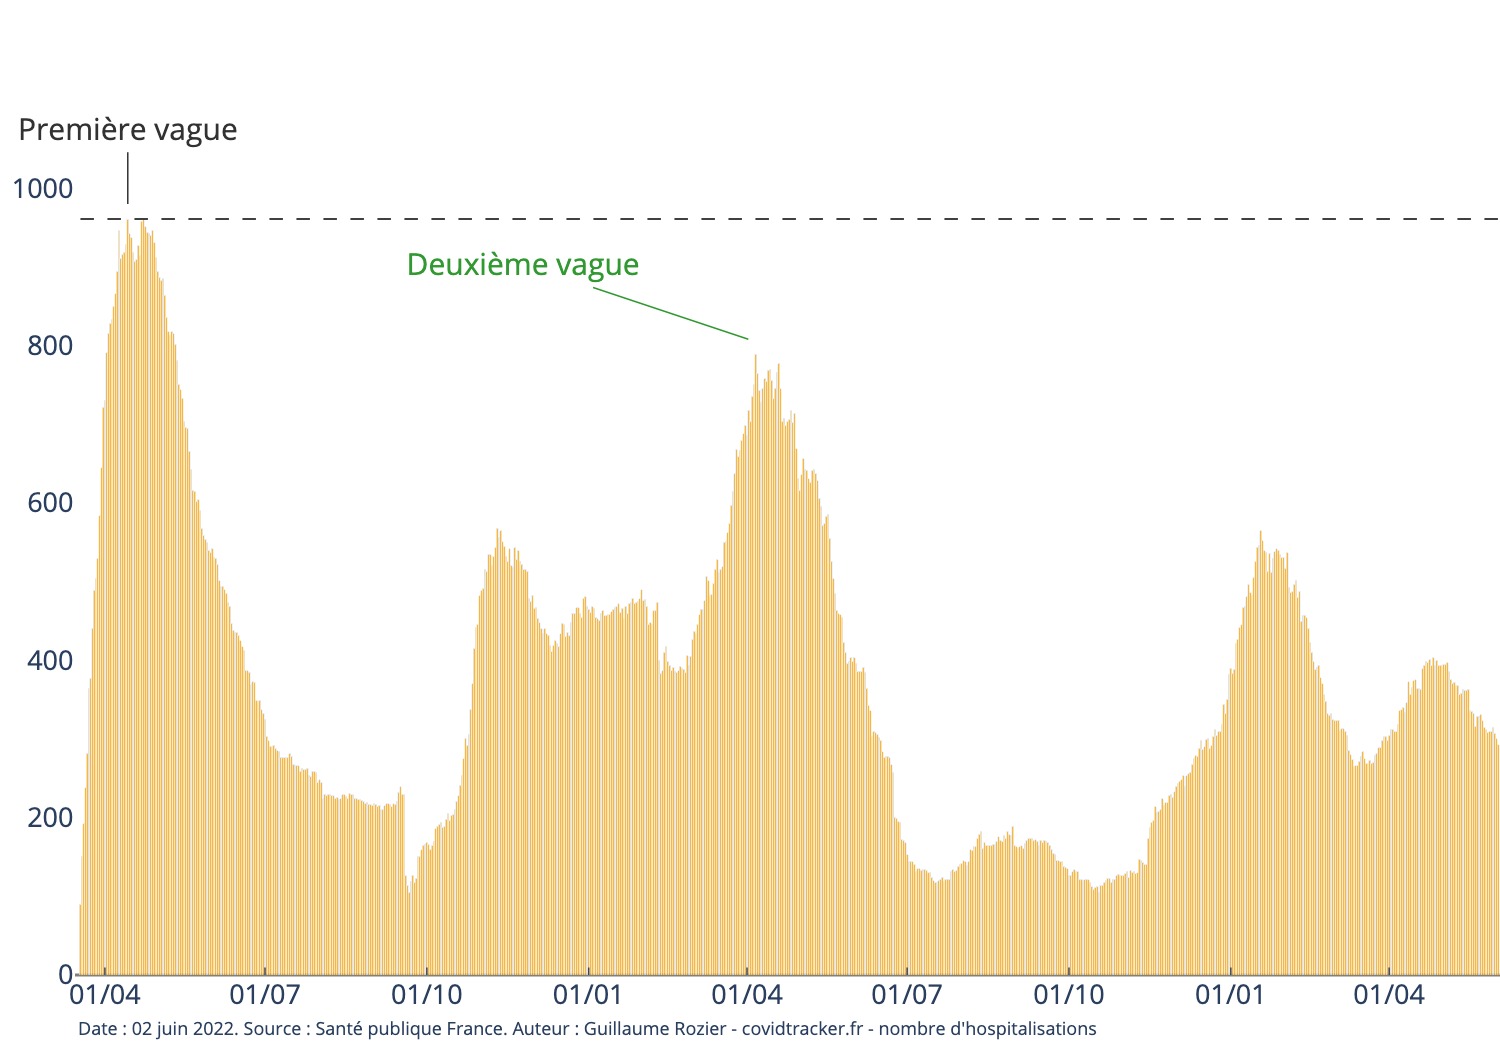 Première vague
1000
Deuxième vague
800
600
400
200
0
01/04 01/07 01/10 01/01 01/04 01/07 01/10 01/01 01/04
Date : 02 juin 2022. Source : Santé publique France. Auteur : Guillaume Rozier - covidtracker.fr - nombre d'hospitalisations